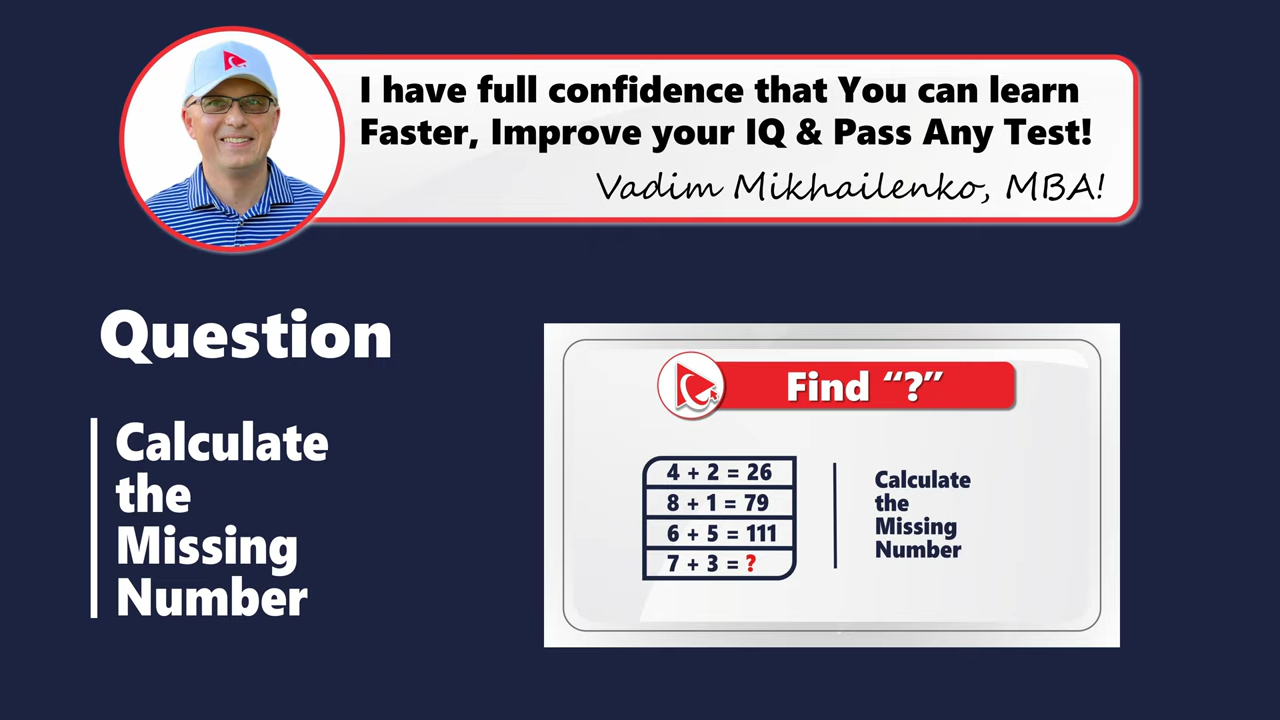 I have full confidence that You can learn
Faster, Improve your IQ & Pass Any Test!
Vadim Mikhailenko, MBA!
Question
Calculate
the
Missing
Number
Find “?”
4 + 2 = 26
8 + 1 = 79
6 + 5 = 111
7 + 3 = ?
Calculate
the
Missing
Number